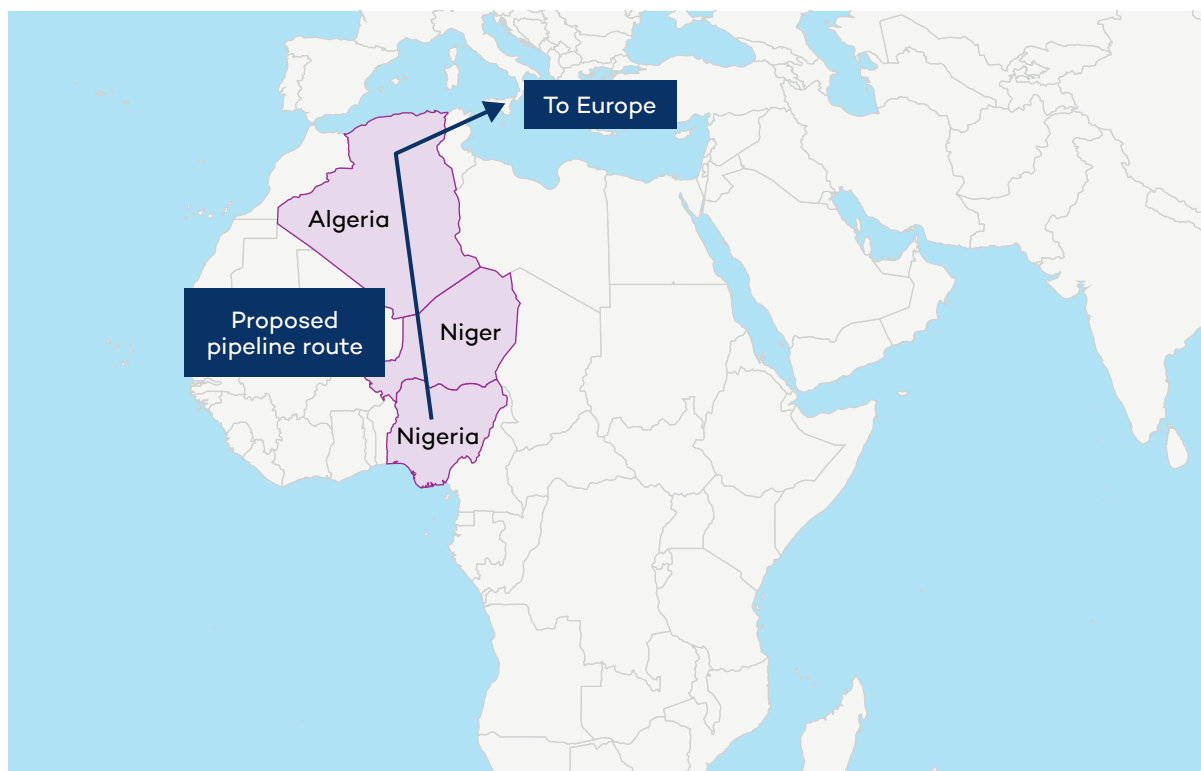 To Europe
Algeria
Proposed
pipeline route
Niger
Nigeria